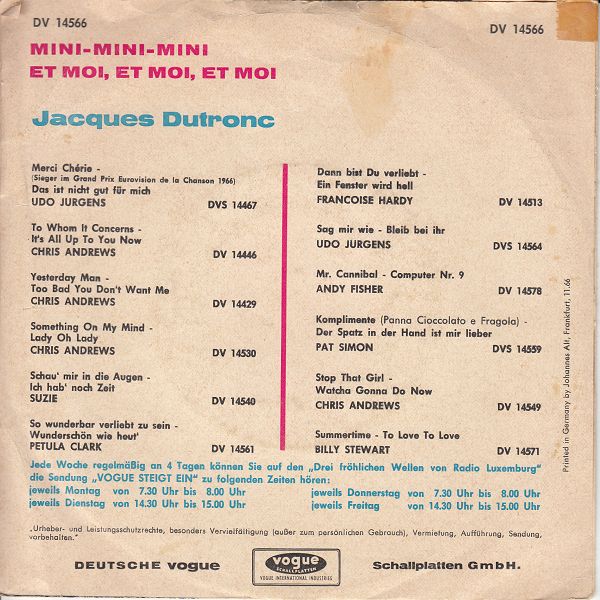 DV 14566
DV 14566
MINI-MINI-MINI
ET MOI, ET MOI, ET MOI
Jacques Dutronc
Merci Chérie -
(Sieger im Grand Prix Eurovision de la Chanson 1966)
Das ist nicht gut für mich
UDO JURGENS DVS 14467
To Whom It Concerns -
It's All Up To You Now
CHRIS ANDREWS DV 14446
Yesterday Man -
Too Bad You Don't Want Me
CHRIS ANDREWS DV 14429
Something On My Mind -
Lady Oh Lady
CHRIS ANDREWS DV 14530
Schau' mir in die Augen -
Ich hab' noch Zeit
SUZIE DV 14540
So wunderbar verliebt zu sein -
Wunderschön wie heut'
PETULA CLARK DV 14561
Dann bist Du verliebt -
Ein Fenster wird hell
FRANCOISE HARDY DV 14513
Sag mir wie - Bleib bei ihr
UDO JURGENS DVS 14564
Mr. Cannibal - Computer Nr. 9
ANDY FISHER DV 14578
Komplimente (Panna Cioccolato e Fragola) -
Der Spatz in der Hand ist mir lieber
PAT SIMON DVS 14559
Stop That Girl -
Watcha Gonna Do Now
CHRIS ANDREWS DV 14549
Summertime - To Love To Love
BILLY STEWART DV 14571
Printed in Germany by Johannes Alt, Frankfurt, 11.66
Jede Woche regelmäßig an 4 Tagen können Sie auf den „Drei fröhlichen Wellen von Radio Luxemburg"
die Sendung „VOGUE STEIGT EIN" zu folgenden Zeiten hören:
jeweils Montag von 7.30 Uhr bis 8.00 Uhr jeweils Donnerstag von 7.30 Uhr bis 8.00 Uhr
jeweils Dienstag von 14.30 Uhr bis 15.00 Uhr jeweils Freitag von 14.30 Uhr bis 15.00 Uhr
„Urheber- und Leistungsschutzrechte, besonders Vervielfältigung (außer zum persönlichen Gebrauch), Vermietung, Aufführung, Sendung,
vorbehalten."
DEUTSCHE vogue
vogue
SCHALLPLATTEN
VOGUE INTERNATIONAL INDUSTRIES
Schallplatten GmbH.